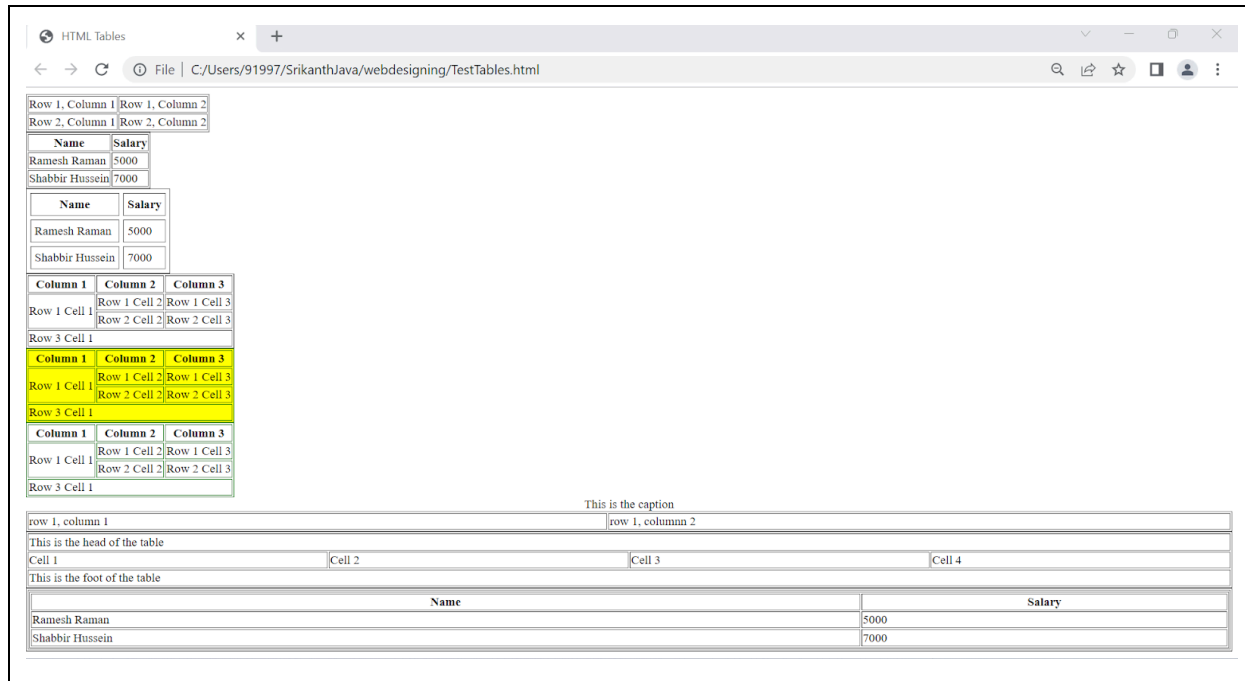 HTML Tables
File | C:/Users/91997/SrikanthJava/webdesigning/TestTables.html
Row 1, Column 1 Row 1, Column 2
Row 2, Column 1 Row 2, Column 2
Name Salary
Ramesh Raman 5000
Shabbir Hussein 7000
Name Salary
Ramesh Raman 5000
Shabbir Hussein 7000
Column 1 Column 2 Column 3
Row 1 Cell 1 Row 1 Cell 2 Row 1 Cell 3
Row 2 Cell 2 Row 2 Cell 3
Row 3 Cell 1
Column 1 Column 2 Column 3
Row 1 Cell 1 Row 1 Cell 2 Row 1 Cell 3
Row 2 Cell 2 Row 2 Cell 3
Row 3 Cell 1
Column 1 Column 2 Column 3
Row 1 Cell 1 Row 1 Cell 2 Row 1 Cell 3
Row 2 Cell 2 Row 2 Cell 3
Row 3 Cell 1
This is the caption
row 1, column 1 row 1, columnn 2
This is the head of the table
Cell 1 Cell 2 Cell 3 Cell 4
This is the foot of the table
Name Salary
Ramesh Raman 5000
Shabbir Hussein 7000